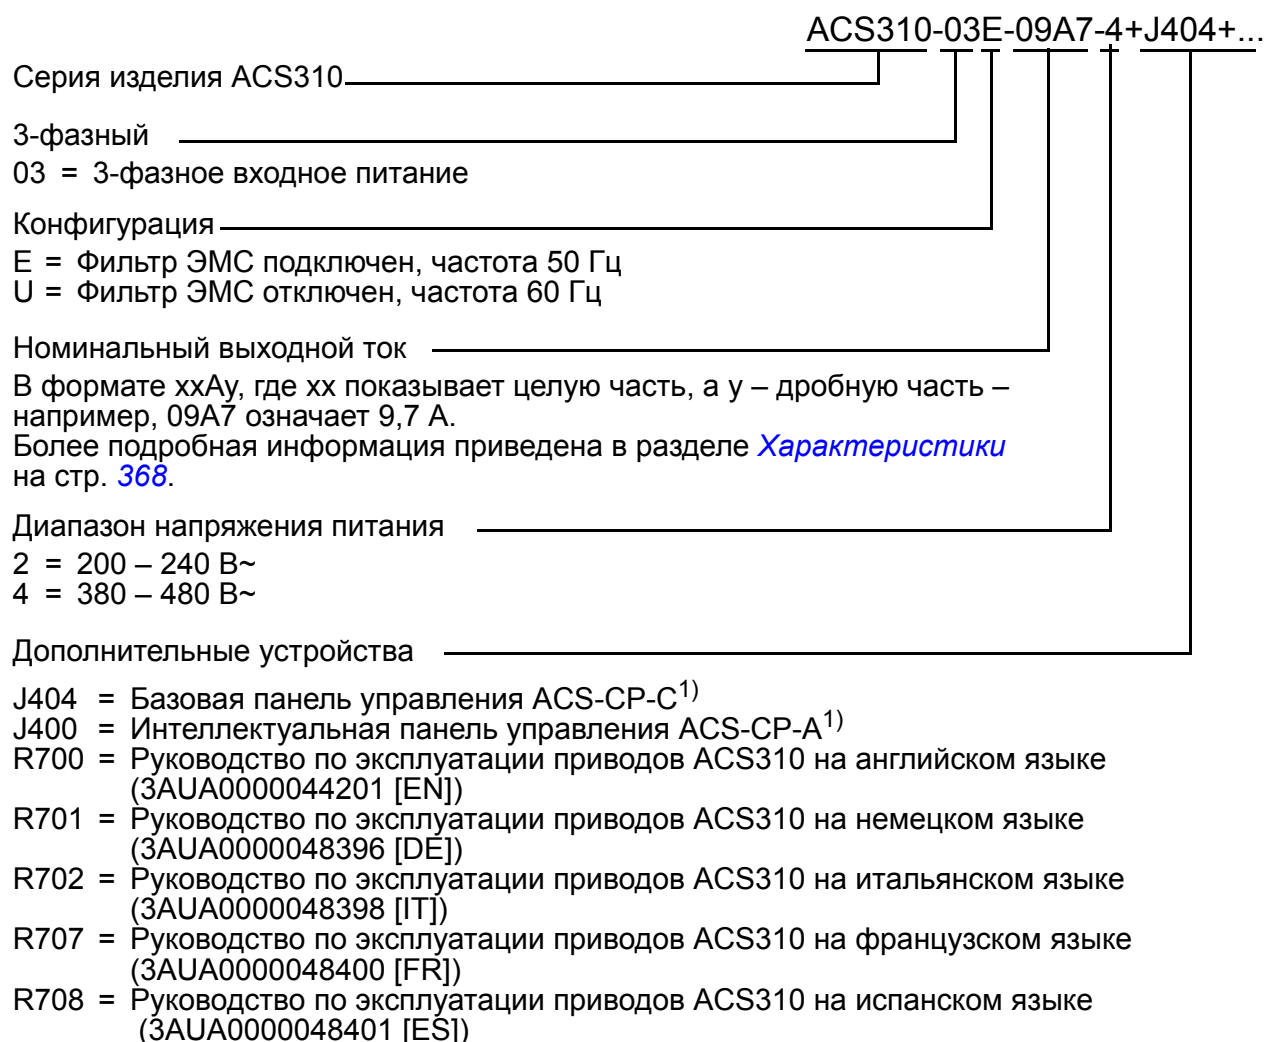 ACS310-03E-09A7-4+J404+...
Серия изделия ACS310
3-фазный
03 = 3-фазное входное питание
Конфигурация
E = Фильтр ЭМС подключен, частота 50 Гц
U = Фильтр ЭМС отключен, частота 60 Гц
Номинальный выходной ток
В формате xxAy, где xx показывает целую часть, а y – дробную часть –
например, 09A7 означает 9,7 А.
Более подробная информация приведена в разделе Характеристики
на стр. 368.
Диапазон напряжения питания
2 = 200 – 240 В~
4 = 380 – 480 В~
Дополнительные устройства
J404 = Базовая панель управления ACS-CP-C1)
J400 = Интеллектуальная панель управления ACS-CP-A1)
R700 = Руководство по эксплуатации приводов ACS310 на английском языке
(3AUA0000044201 [EN])
R701 = Руководство по эксплуатации приводов ACS310 на немецком языке
(3AUA0000048396 [DE])
R702 = Руководство по эксплуатации приводов ACS310 на итальянском языке
(3AUA0000048398 [IT])
R707 = Руководство по эксплуатации приводов ACS310 на французском языке
(3AUA0000048400 [FR])
R708 = Руководство по эксплуатации приводов ACS310 на испанском языке
(3AUA0000048401 [ES])